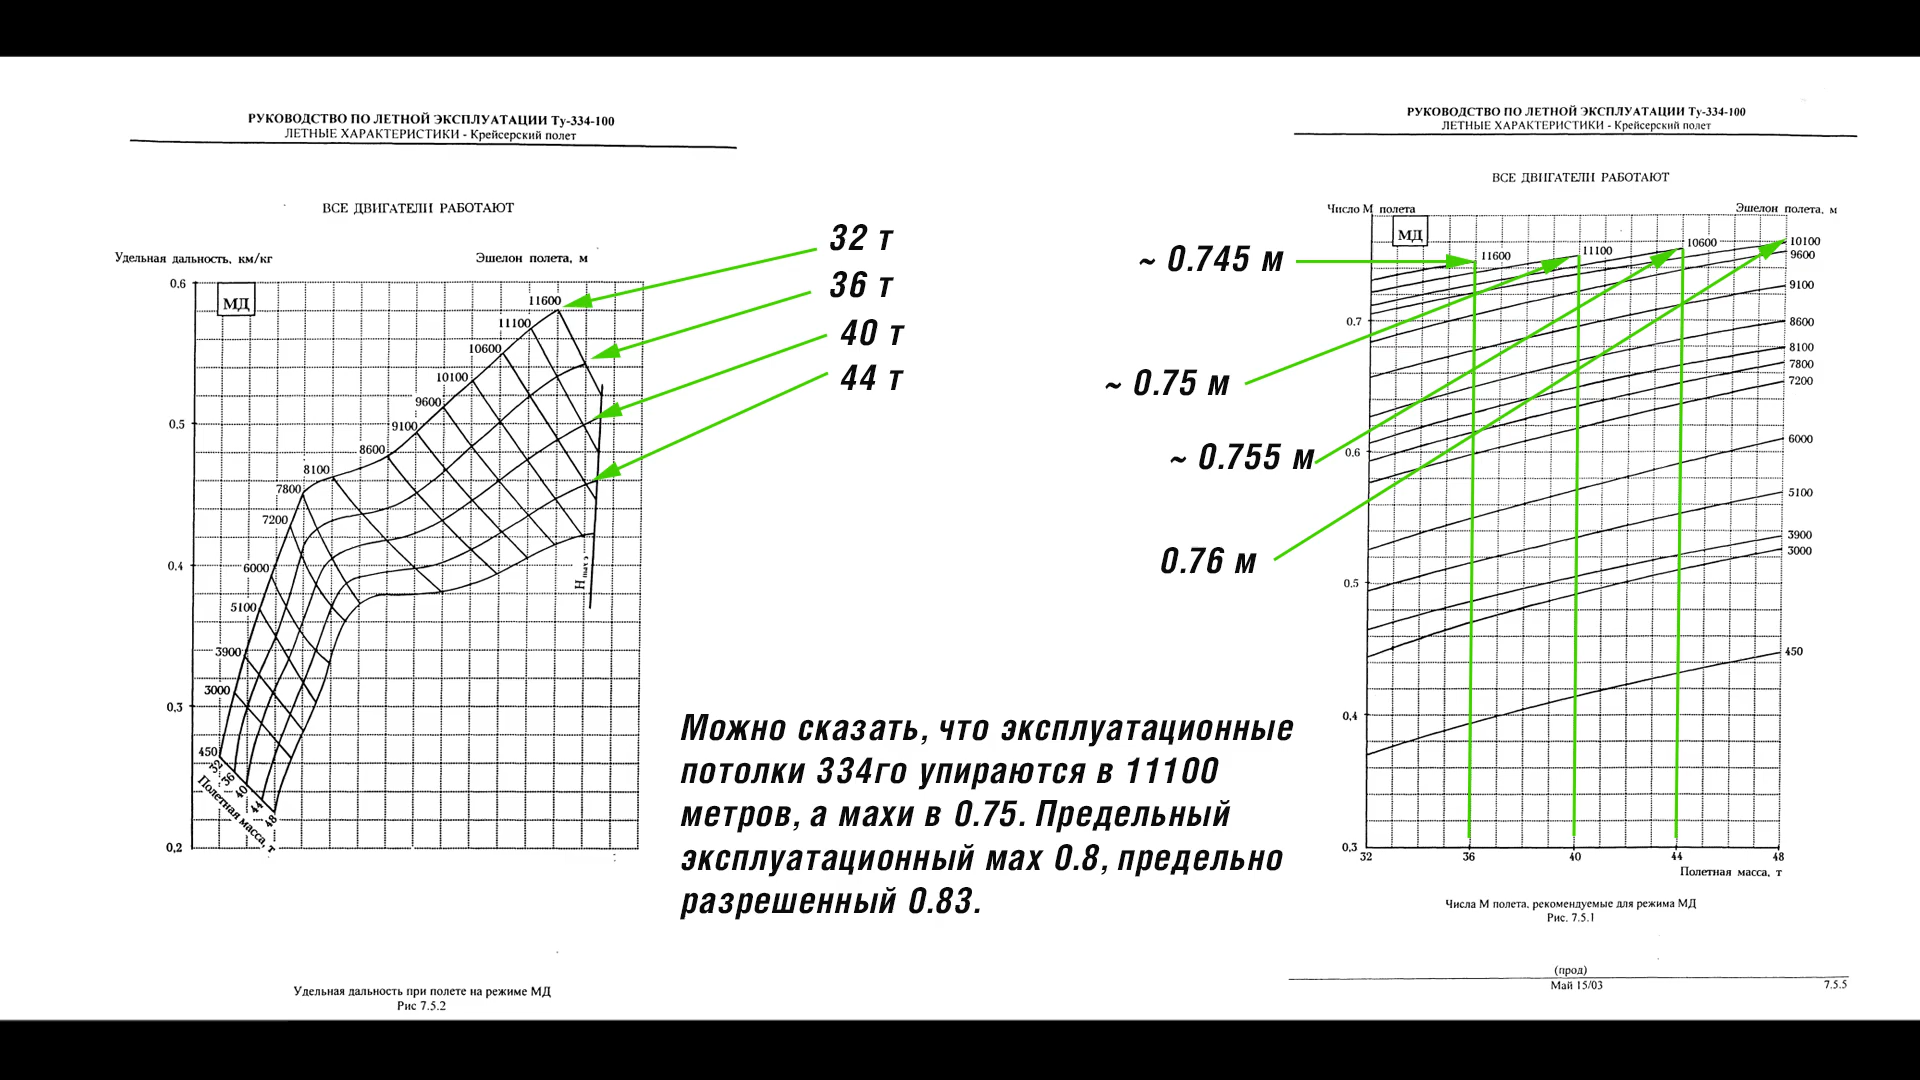 РУКОВОДСТВО ПО ЛЕТНОЙ ЭКСПЛУАТАЦИИ Ту-334-100
ЛЕТНЫЕ ХАРАКТЕРИСТИКИ - Крейсерский полет
ВСЕ ДВИГАТЕЛИ РАБОТАЮТ
Удельная дальность, км/кг
Эшелон полета, м
МД
0.6
0.5
0.4
0.3
0,2
11600
11100
10600
10100
9600
9100
8600
8100
7800
7200
6000
5100
3900
3000
450
32
36
40
44
48
Полетная масса, т
H max
Удельная дальность при полете на режиме МД
Рис 7.5.2
32 т
36 т
40 т
44 т
~ 0.745 м
~ 0.75 м
~ 0.755 м
0.76 м
Можно сказать, что эксплуатационные
потолки 334го упираются в 11100
метров, а махи в 0.75. Предельный
эксплуатационный мах 0.8, предельно
разрешенный 0.83.
РУКОВОДСТВО ПО ЛЕТНОЙ ЭКСПЛУАТАЦИИ Ту-334-100
ЛЕТНЫЕ ХАРАКТЕРИСТИКИ - Крейсерский полет
ВСЕ ДВИГАТЕЛИ РАБОТАЮТ
Число М полета
Эшелон полета, м
МД
11600
11100
10600
10100
9600
9100
8600
8100
7800
7200
6000
5100
3900
3000
450
0.7
0.6
0.5
0,4
0.3
32
36
40
44
48
Полетная масса, т
Числа М полета, рекомендуемые для режима МД
Рис. 7.5.1
(прод)
Май 15/03
7.5.5